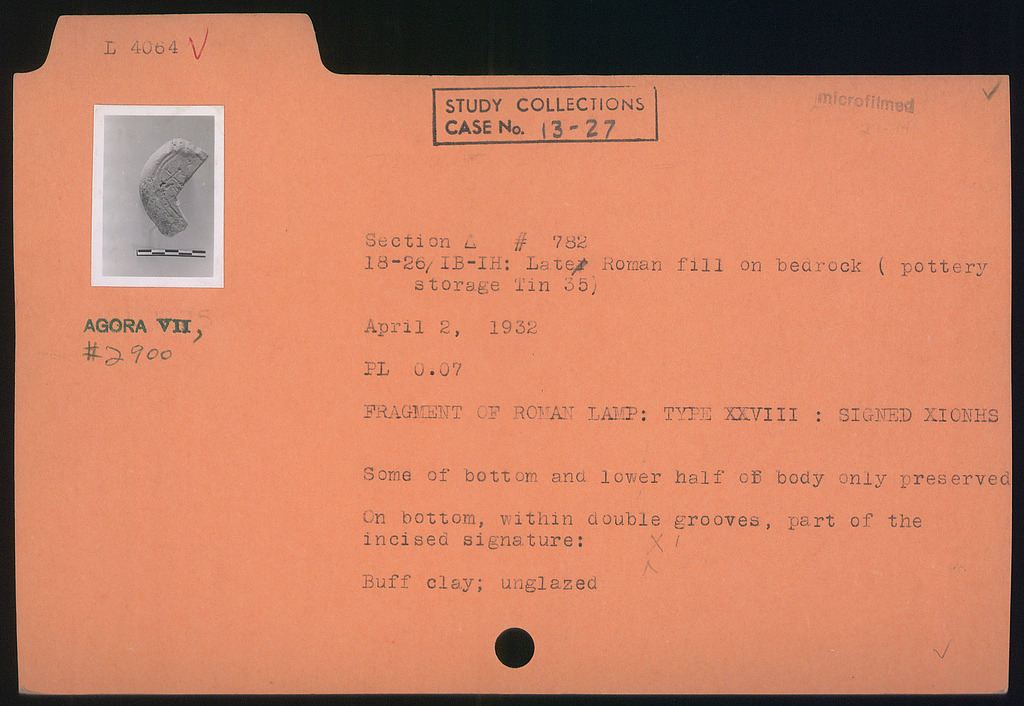 L 4064 √
STUDY COLLECTIONS
CASE No. 13-27
microfilmed
Section Δ # 782
18-26/IB-IH: Later Roman fill on bedrock ( pottery
storage Tin 35)
AGORA VII,
#2900
April 2, 1932
PL 0.07
FRAGMENT OF ROMAN LAMP: TYPE XXVIII : SIGNED XIONHS
Some of bottom and lower half of body only preserved
On bottom, within double grooves, part of the
incised signature: X I
Λ
Buff clay; unglazed